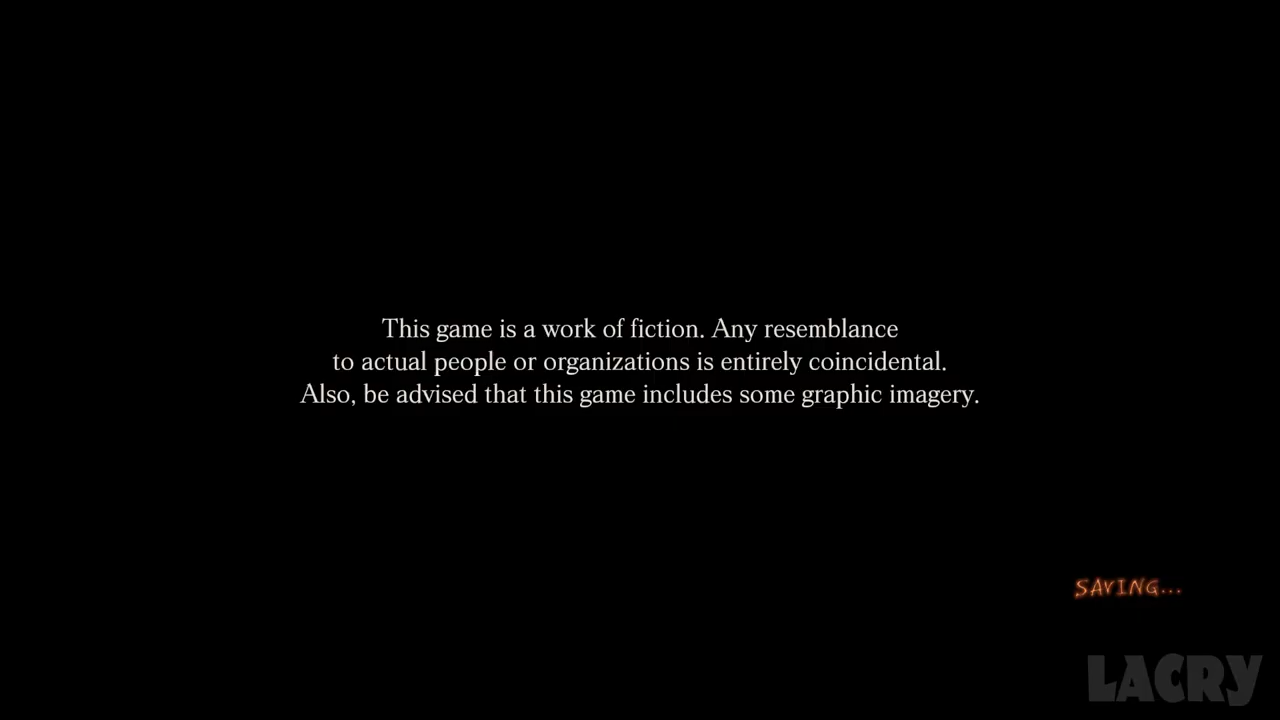 This game is a work of fiction. Any resemblance
to actual people or organizations is entirely coincidental.
Also, be advised that this game includes some graphic imagery.
SAVING...
LACRY